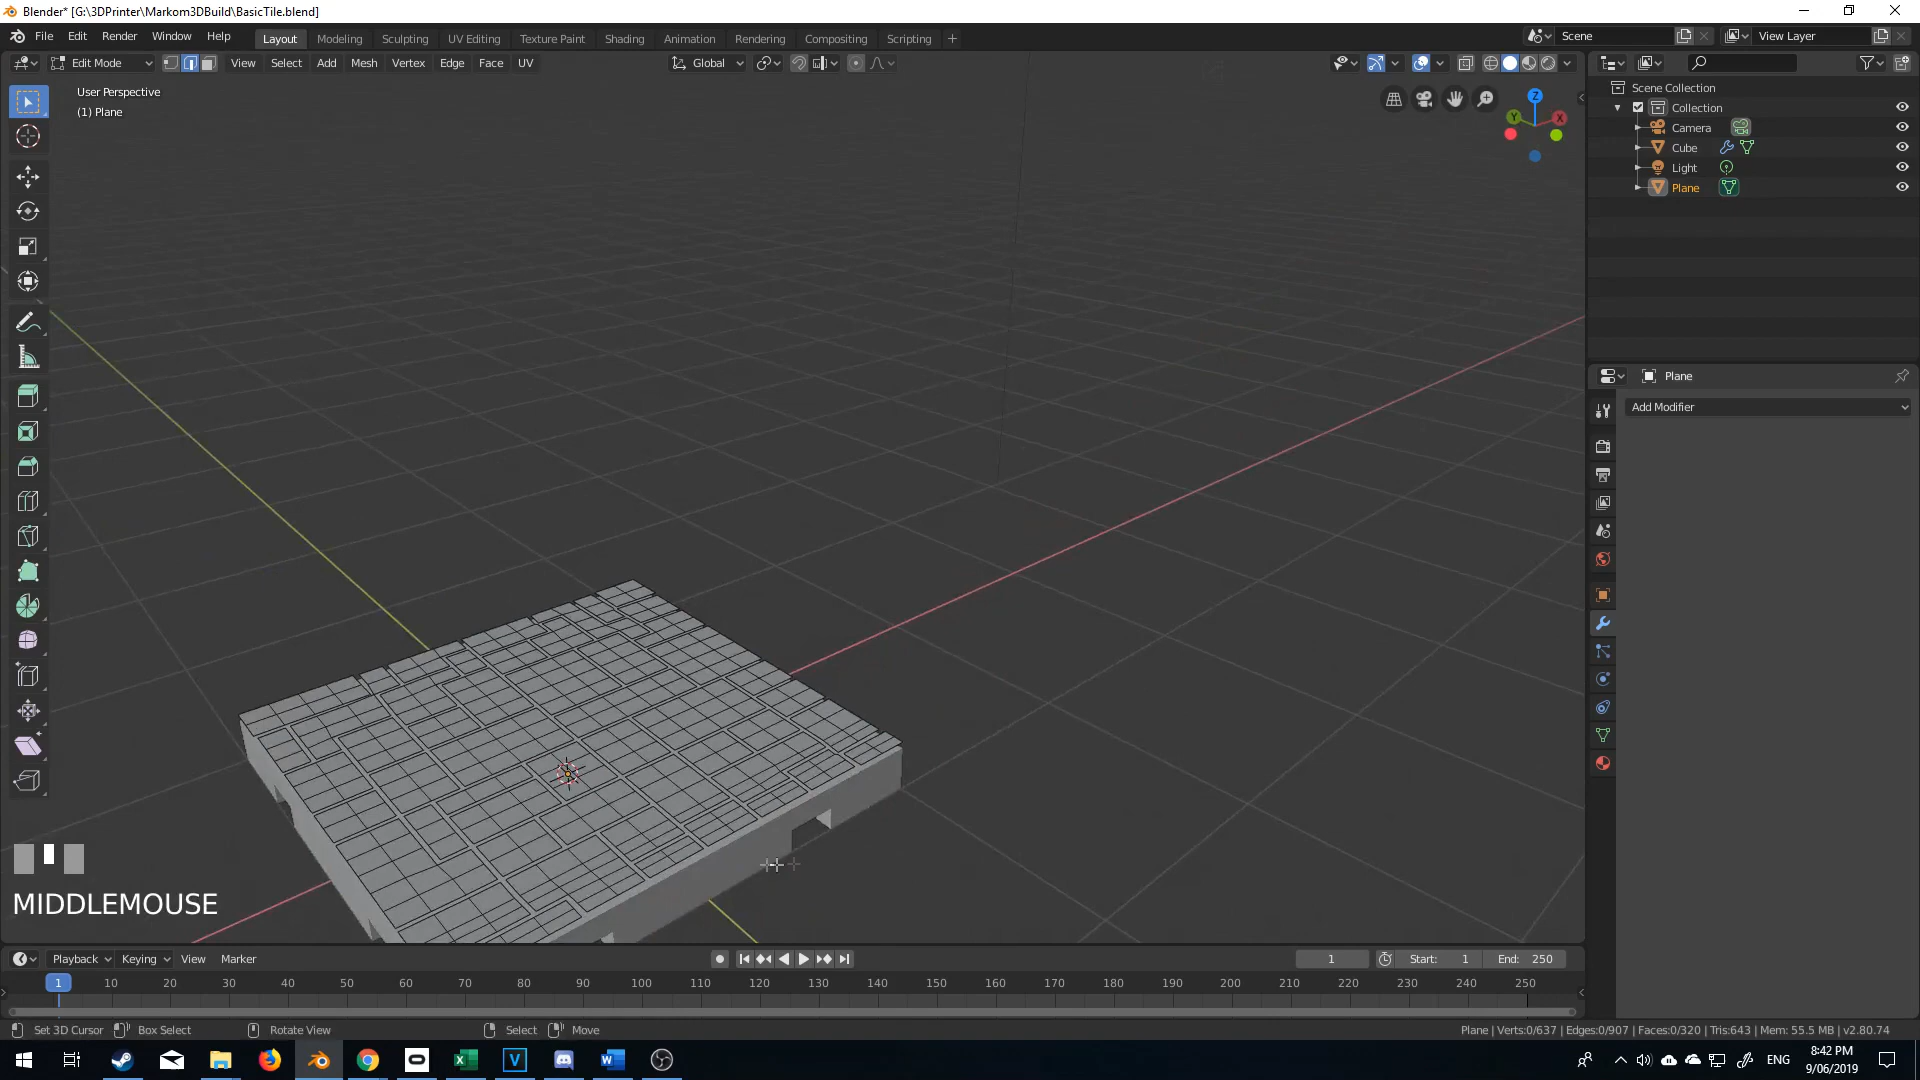 Blender* [G:\3DPrinter\Markom3DBuild\BasicTile.blend]
File Edit Render Window Help Layout Modeling Sculpting UV Editing Texture Paint Shading Animation Rendering Compositing Scripting Scene View Layer
Edit Mode View Select Add Mesh Vertex Edge Face UV Global
User Perspective
(1) Plane
Z
Y
X
Scene Collection
Collection
Camera
Cube
Light
Plane
Plane
Add Modifier
MIDDLEMOUSE
Playback Keying View Marker 1 Start: 1 End: 250
1 10 20 30 40 50 60 70 80 90 100 110 120 130 140 150 160 170 180 190 200 210 220 230 240 250
Set 3D Cursor Box Select Rotate View Select Move Plane | Verts:0/637 | Edges:0/907 | Faces:0/320 | Tris:643 | Mem: 55.5 MB | v2.80.74
ENG 8:42 PM
9/06/2019